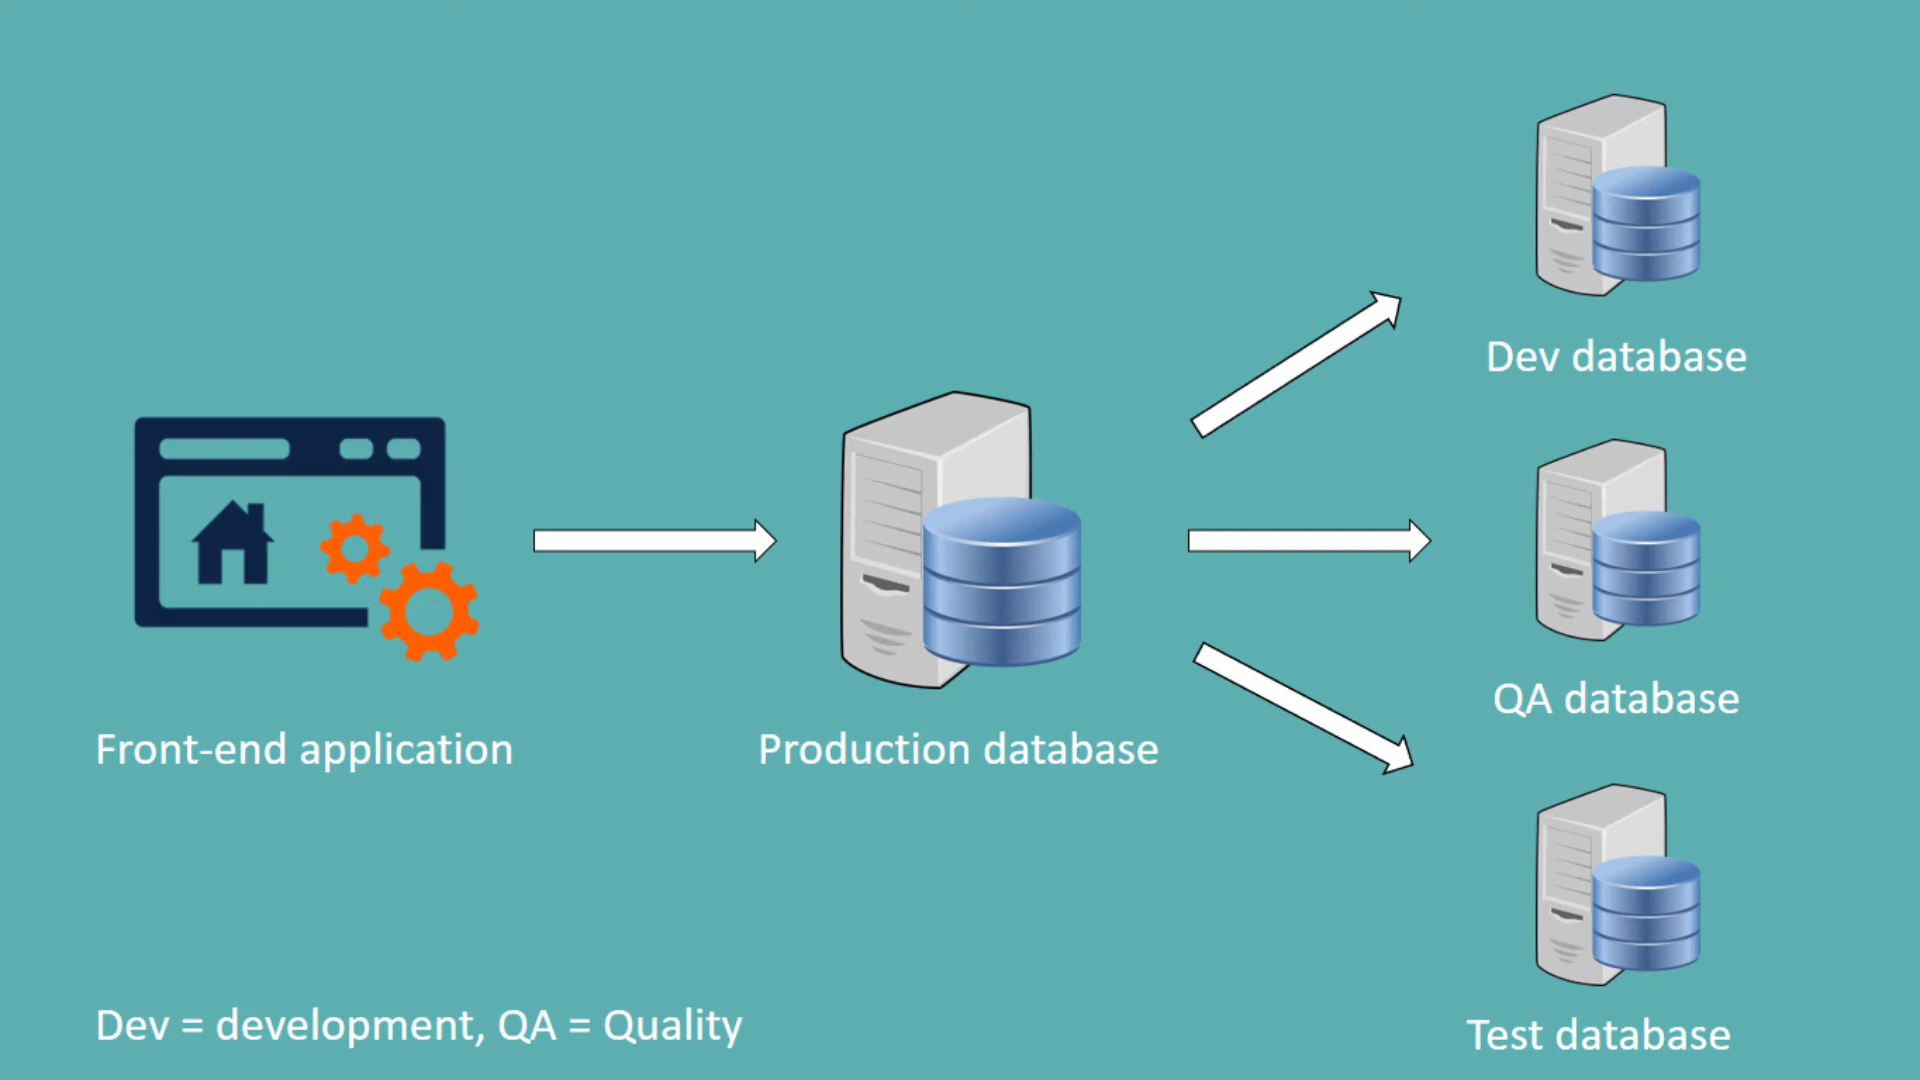 Dev database
QA database
Front-end application
Production database
Dev = development, QA = Quality
Test database